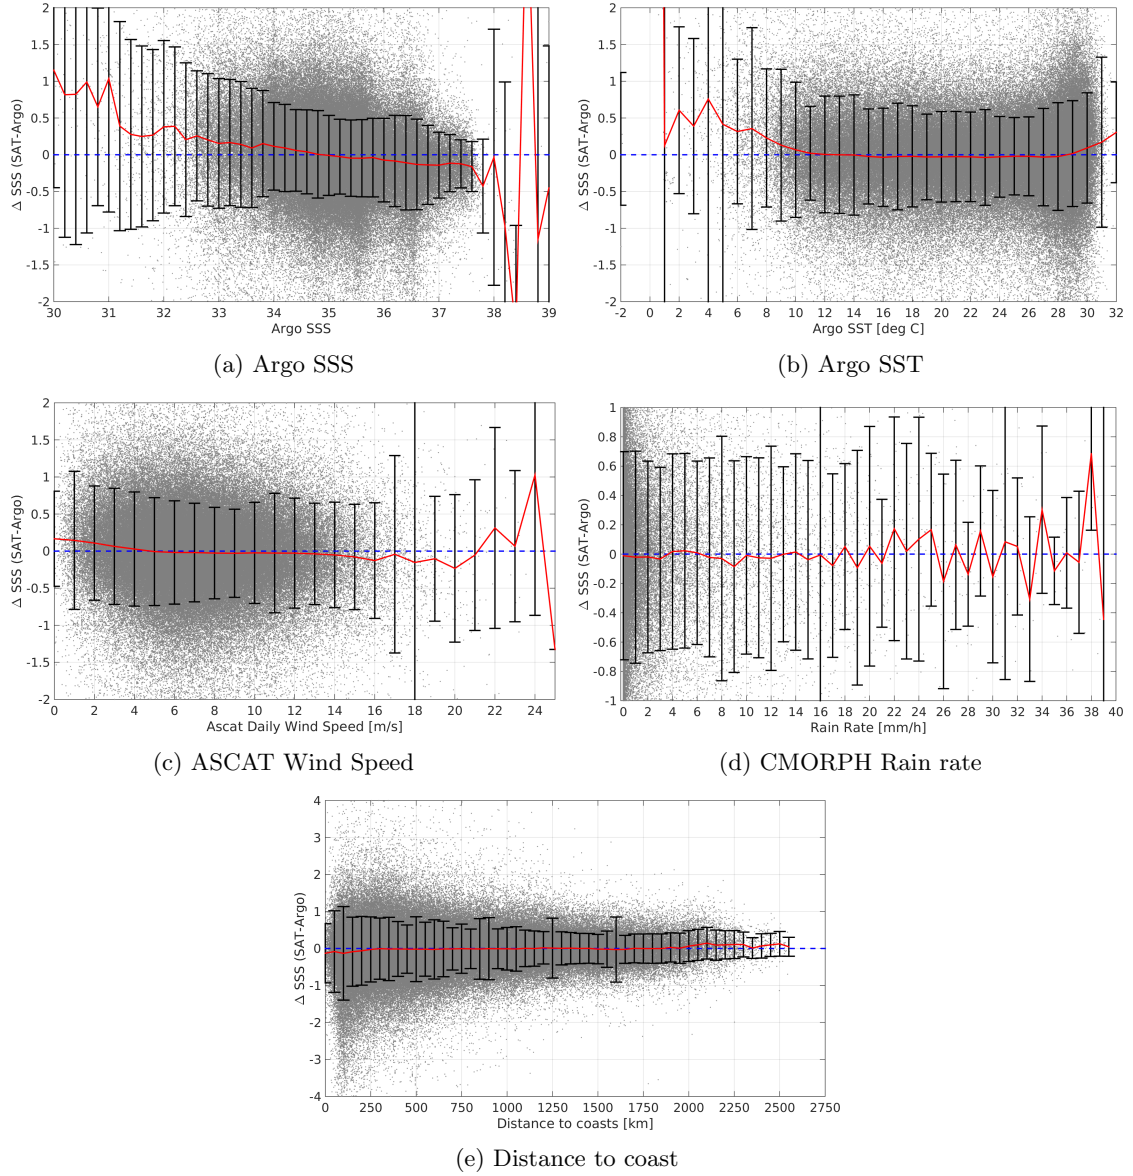 2
1.5
1
0.5
0
-0.5
-1
-1.5
-2
Δ SSS (SAT-Argo)
30 31 32 33 34 35 36 37 38 39
Argo SSS
(a) Argo SSS
2
1.5
1
0.5
0
-0.5
-1
-1.5
-2
Δ SSS (SAT-Argo)
-2 0 2 4 6 8 10 12 14 16 18 20 22 24 26 28 30 32
Argo SST [deg C]
(b) Argo SST
2
1.5
1
0.5
0
-0.5
-1
-1.5
-2
Δ SSS (SAT-Argo)
0 2 4 6 8 10 12 14 16 18 20 22 24
Ascat Daily Wind Speed [m/s]
(c) ASCAT Wind Speed
1
0.8
0.6
0.4
0.2
0
-0.2
-0.4
-0.6
-0.8
-1
Δ SSS (SAT-Argo)
0 2 4 6 8 10 12 14 16 18 20 22 24 26 28 30 32 34 36 38 40
Rain Rate [mm/h]
(d) CMORPH Rain rate
4
3
2
1
0
-1
-2
-3
-4
Δ SSS (SAT-Argo)
0 250 500 750 1000 1250 1500 1750 2000 2250 2500 2750
Distance to coasts [km]
(e) Distance to coast